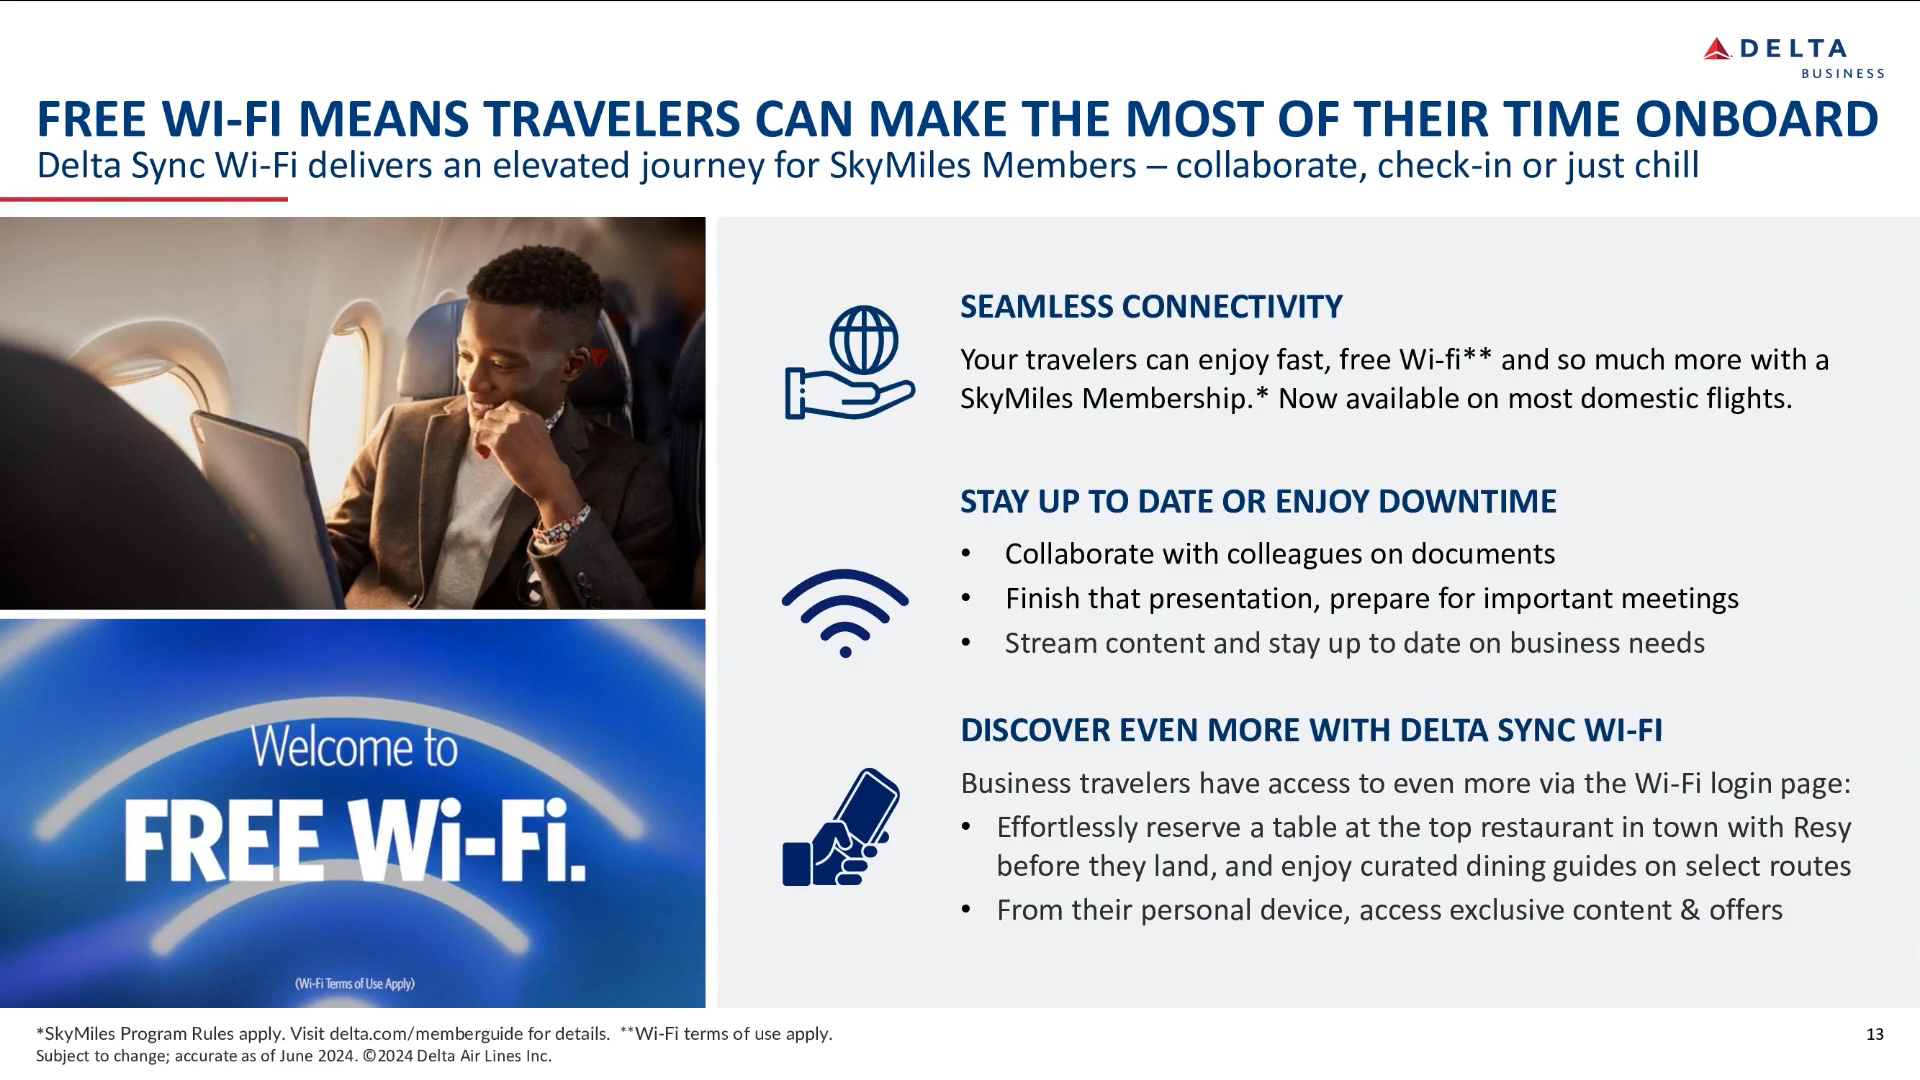 DELTA
BUSINESS
FREE WI-FI MEANS TRAVELERS CAN MAKE THE MOST OF THEIR TIME ONBOARD
Delta Sync Wi-Fi delivers an elevated journey for SkyMiles Members – collaborate, check-in or just chill
SEAMLESS CONNECTIVITY
Your travelers can enjoy fast, free Wi-fi** and so much more with a
SkyMiles Membership.* Now available on most domestic flights.
STAY UP TO DATE OR ENJOY DOWNTIME
• Collaborate with colleagues on documents
• Finish that presentation, prepare for important meetings
• Stream content and stay up to date on business needs
Welcome to
FREE Wi-Fi.
(Wi-Fi Terms of Use Apply)
DISCOVER EVEN MORE WITH DELTA SYNC WI-FI
Business travelers have access to even more via the Wi-Fi login page:
• Effortlessly reserve a table at the top restaurant in town with Resy
before they land, and enjoy curated dining guides on select routes
• From their personal device, access exclusive content & offers
*SkyMiles Program Rules apply. Visit delta.com/memberguide for details. **Wi-Fi terms of use apply.
Subject to change; accurate as of June 2024. ©2024 Delta Air Lines Inc.
13